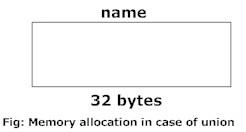 name
32 bytes
Fig: Memory allocation in case of union